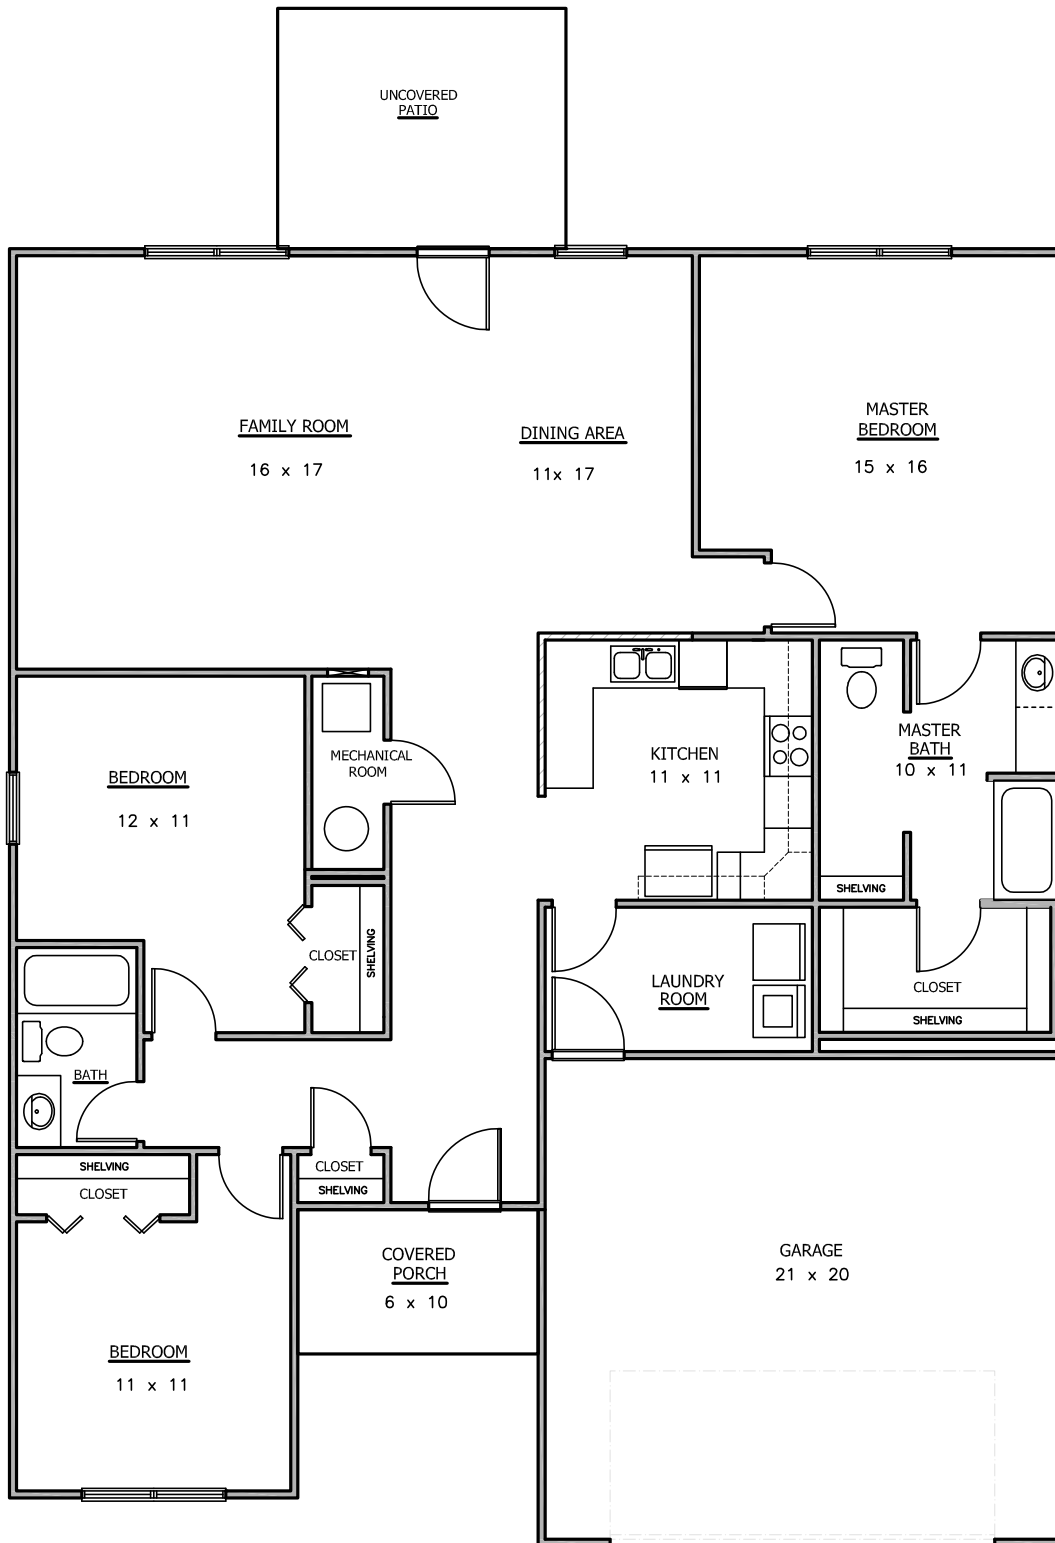 UNCOVERED
PATIO
FAMILY ROOM
16 x 17
DINING AREA
11x 17
MASTER
BEDROOM
15 x 16
MECHANICAL
ROOM
BEDROOM
12 x 11
KITCHEN
11 x 11
MASTER
BATH
10 x 11
SHELVING
CLOSET
SHELVING
LAUNDRY
ROOM
CLOSET
SHELVING
BATH
SHELVING
CLOSET
CLOSET
SHELVING
COVERED
PORCH
6 x 10
GARAGE
21 x 20
BEDROOM
11 x 11